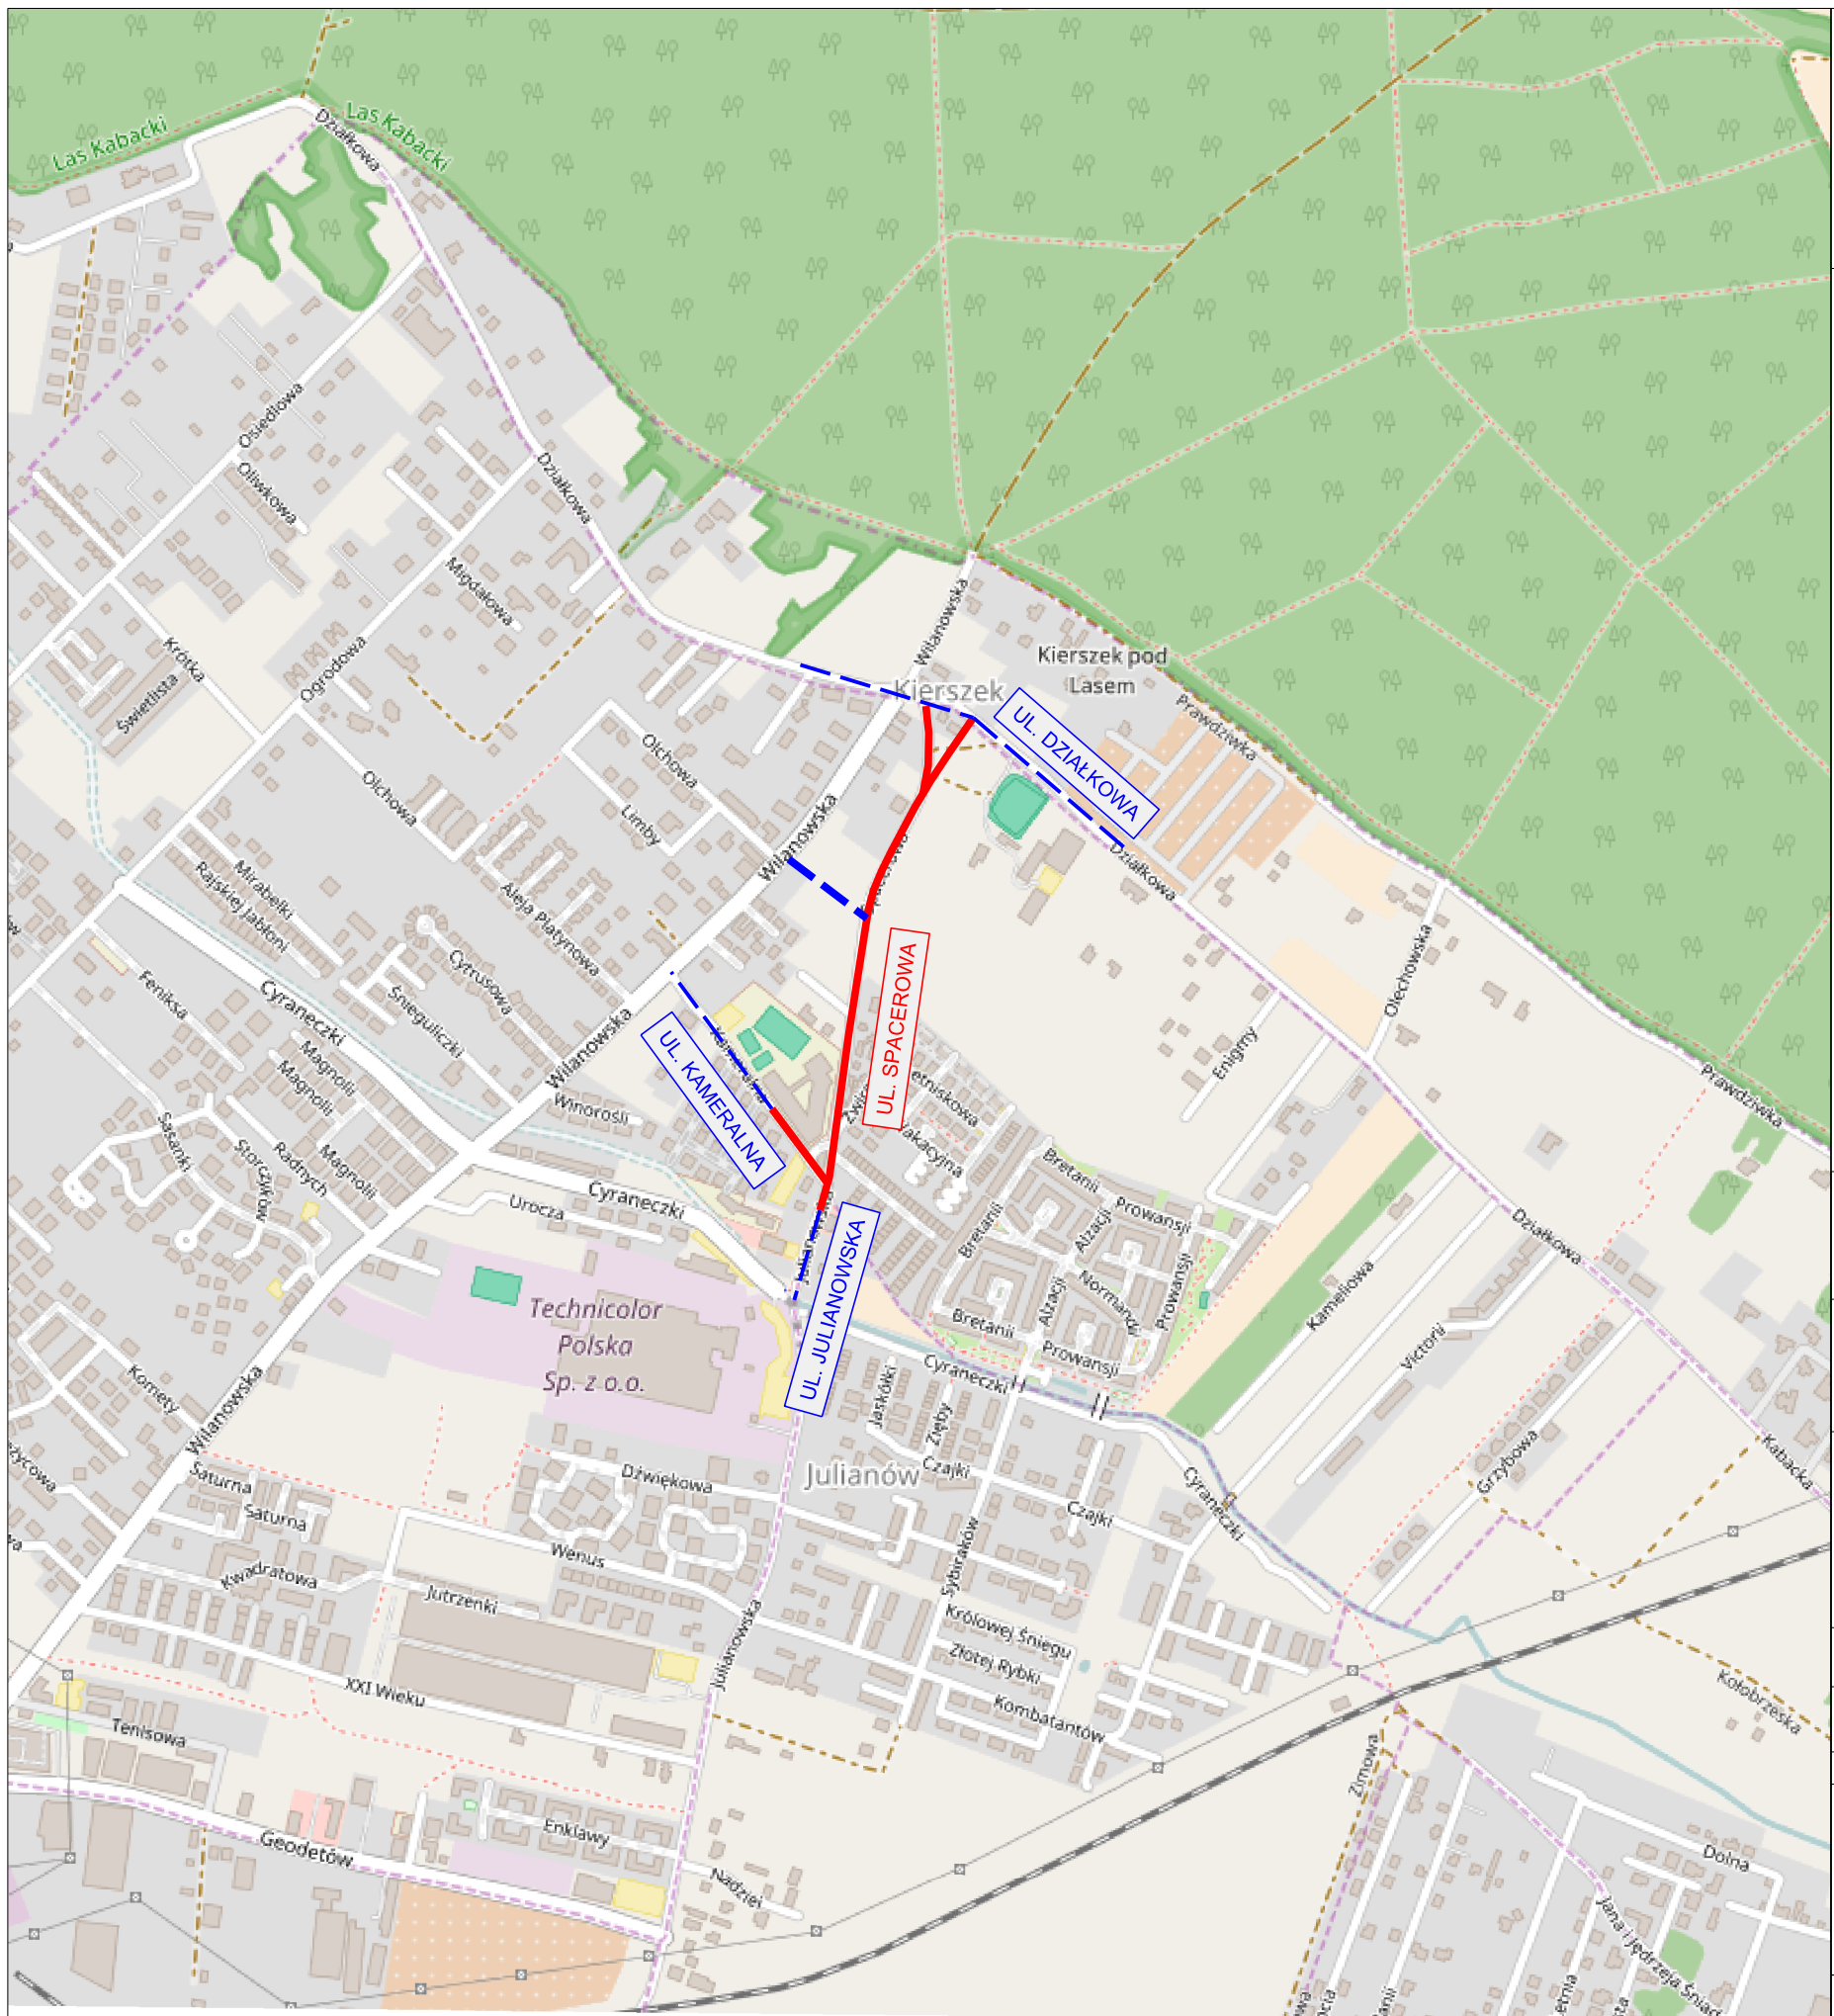 Las Kabacki
Las Kabacki
Działkowa
Osiedlowa
Oliwkowa
Działkowa
Migdałowa
Wilanowska
Kierszek pod
Lasem
Kierszek
Prawdziwka
UL. DZIAŁKOWA
Krótka
Ogrodowa
Świetlista
Olchowa
Olchowa
Limby
Wilanowska
Działkowa
Mirabelki
Rajskiej Jabłoni
Aleja Platynowa
Cytrusowa
Śnieguliczki
Feniksa
Cyraneczki
Wilanowska
Olechowska
UL. SPACEROWA
UL. KAMERALNA
Kameralna
Enigmy
Magnolii
Magnolii
Magnolii
Winorośli
Sasanki
Storczyków
Radnych
Prawdziwka
Bretanii
Prowansji
Alzacji
Bretanii
Cyraneczki
Urocza
Julianowska
UL. JULIANOWSKA
Działkowa
Normandii
Prowansji
Alzacji
Bretanii
Prowansji
Kameliowa
Victorii
Technicolor
Polska
Sp. z o.o.
Cyraneczki
Jaskółki
Zięby
Komety
Wilanowska
Julianów
Czajki
Czajki
Cyraneczki
Grzybowa
Kabacka
Saturna
Saturna
Dźwiękowa
Wenus
Kwadratowa
Jutrzenki
Sybiraków
Julianowska
Królowej Śniegu
Złotej Rybki
Kombatantów
XXI Wieku
Tenisowa
Kołobrzeska
Zimowa
Enklawy
Geodetów
Nadziei
Dolna
Jana i Jędrzeja